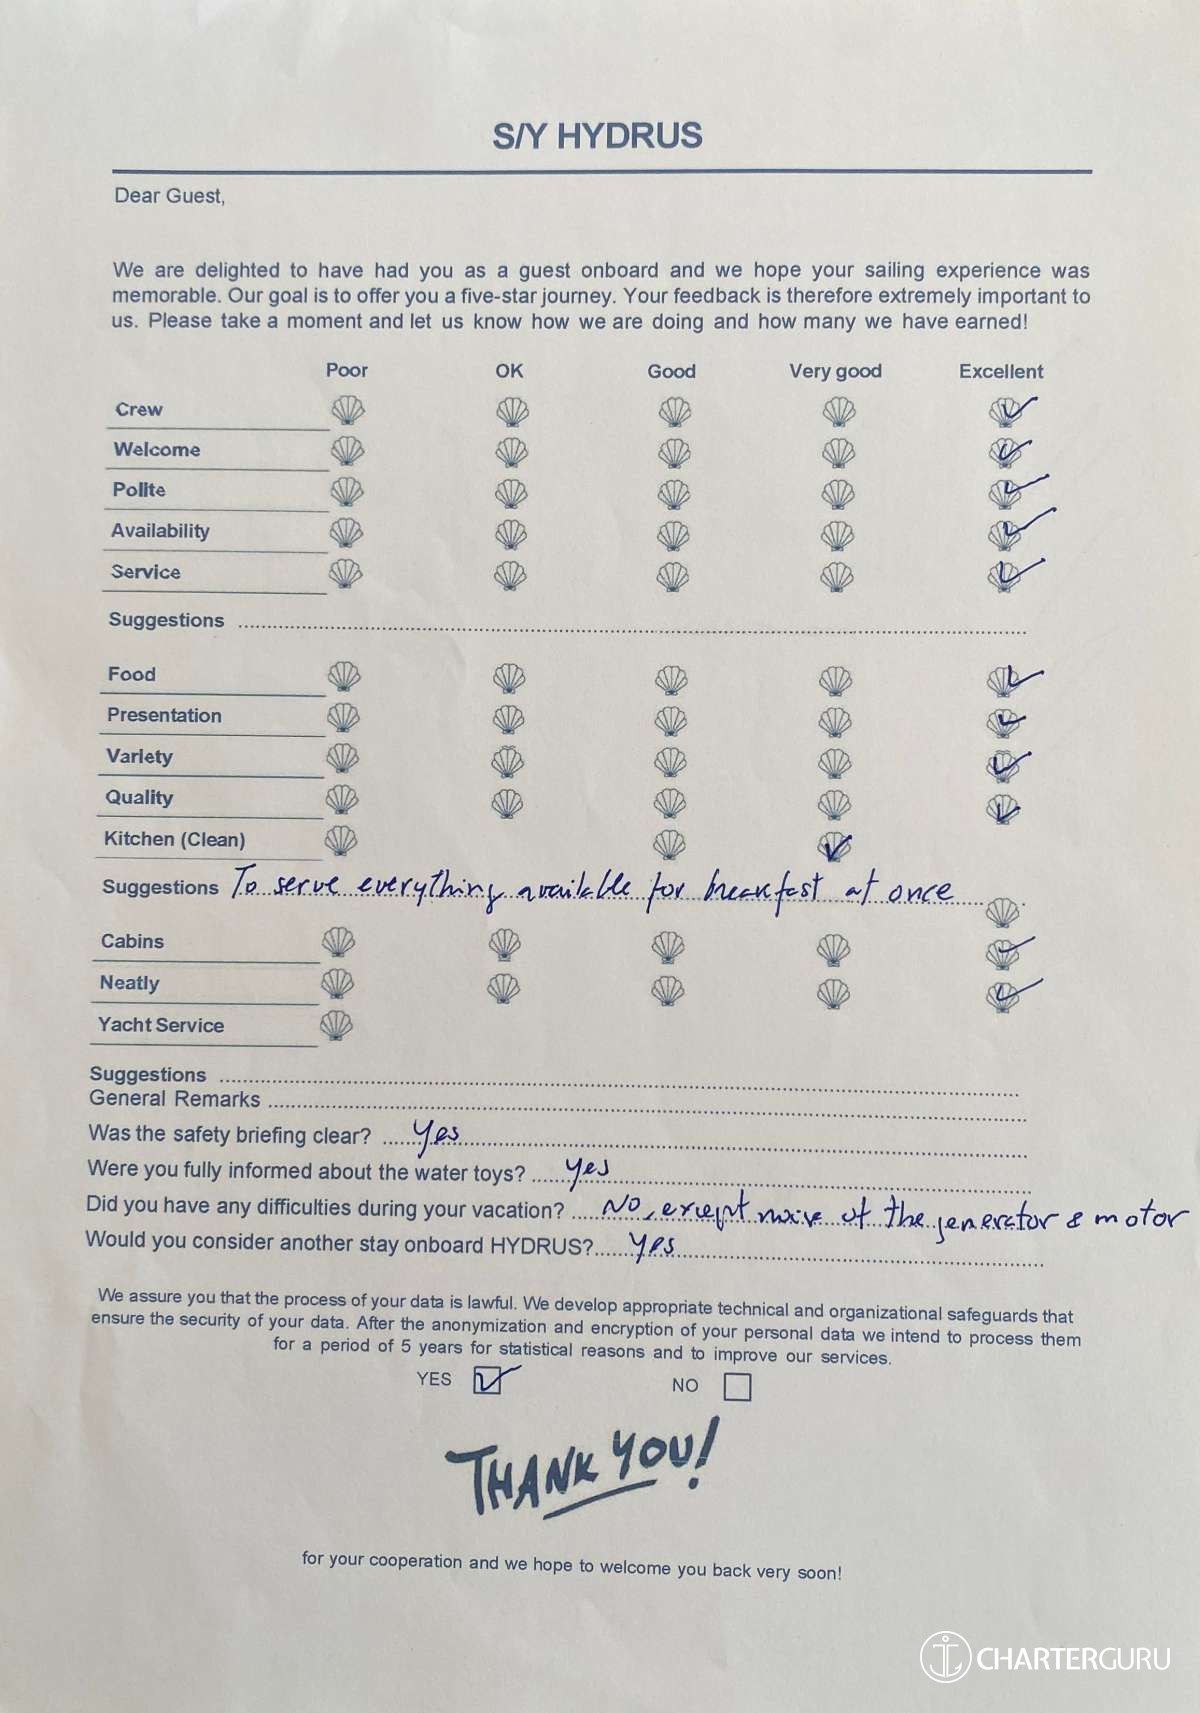 S/Y HYDRUS
Dear Guest,
We are delighted to have had you as a guest onboard and we hope your sailing experience was
memorable. Our goal is to offer you a five-star journey. Your feedback is therefore extremely important to
us. Please take a moment and let us know how we are doing and how many we have earned!
Poor OK Good Very good Excellent
Crew
Welcome
Polite
Availability
Service
Suggestions
Food
Presentation
Variety
Quality
Kitchen (Clean)
Suggestions To serve everything available for breakfast at once
Cabins
Neatly
Yacht Service
Suggestions
General Remarks
Was the safety briefing clear? Yes
Were you fully informed about the water toys? yes
Did you have any difficulties during your vacation? No, except noise of the generator & motor
Would you consider another stay onboard HYDRUS? yes
We assure you that the process of your data is lawful. We develop appropriate technical and organizational safeguards that
ensure the security of your data. After the anonymization and encryption of your personal data we intend to process them
for a period of 5 years for statistical reasons and to improve our services.
YES NO
THANK YOU!
for your cooperation and we hope to welcome you back very soon!
CHARTERGURU